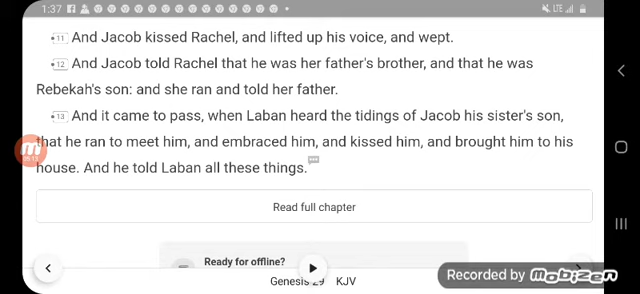 1:37 LTE
11 And Jacob kissed Rachel, and lifted up his voice, and wept.
12 And Jacob told Rachel that he was her father's brother, and that he was
Rebekah's son: and she ran and told her father.
13 And it came to pass, when Laban heard the tidings of Jacob his sister's son,
that he ran to meet him, and embraced him, and kissed him, and brought him to his
house. And he told Laban all these things.
Read full chapter
Ready for offline?
Genesis 29 KJV
Recorded by mobizen